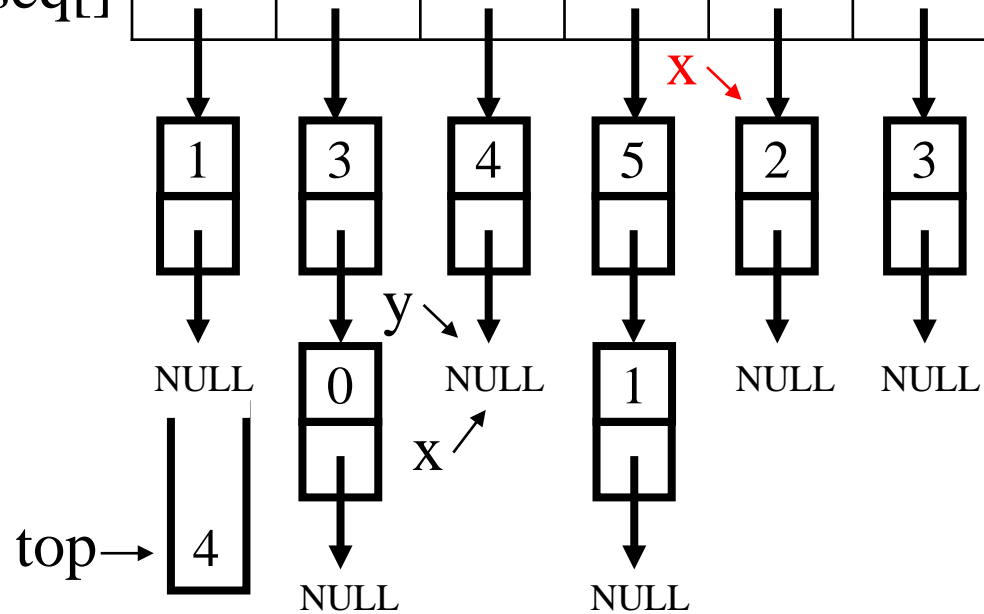 seq[]
x
1 3 4 5 2 3
y
NULL NULL NULL NULL
0 1
x
top 4
NULL NULL